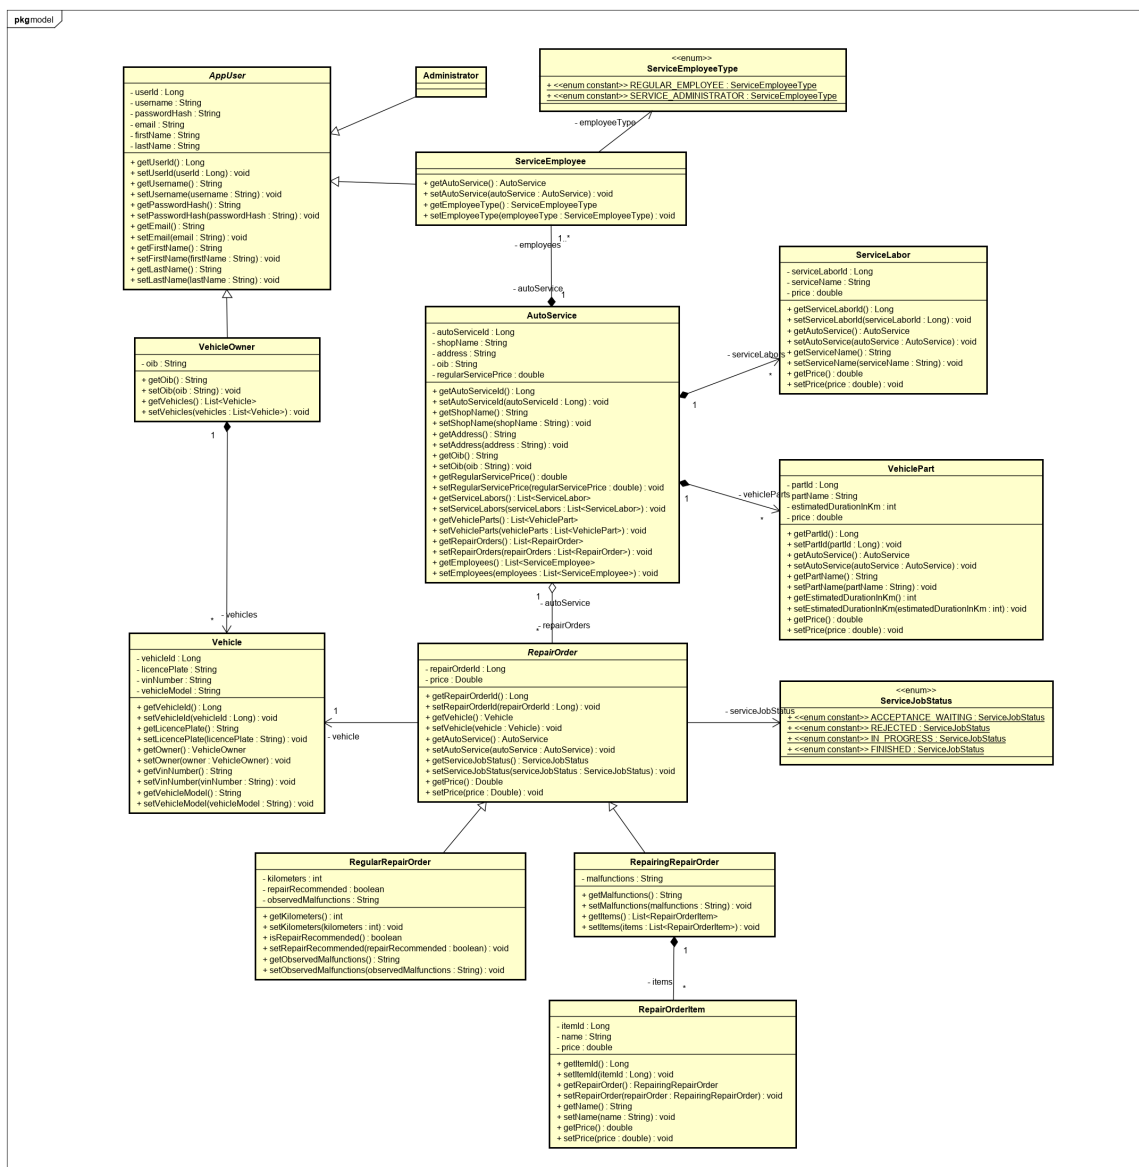 pkg model
AppUser
- userId : Long
- username : String
- passwordHash : String
- email : String
- firstName : String
- lastName : String
+ getUserId() : Long
+ setUserId(userId : Long) : void
+ getUsername() : String
+ setUsername(username : String) : void
+ getPasswordHash() : String
+ setPasswordHash(passwordHash : String) : void
+ getEmail() : String
+ setEmail(email : String) : void
+ getFirstName() : String
+ setFirstName(firstName : String) : void
+ getLastName() : String
+ setLastName(lastName : String) : void
Administrator
<<enum>>
ServiceEmployeeType
+ <<enum constant>> REGULAR_EMPLOYEE : ServiceEmployeeType
+ <<enum constant>> SERVICE_ADMINISTRATOR : ServiceEmployeeType
- employeeType
ServiceEmployee
+ getAutoService() : AutoService
+ setAutoService(autoService : AutoService) : void
+ getEmployeeType() : ServiceEmployeeType
+ setEmployeeType(employeeType : ServiceEmployeeType) : void
1..*
- employees
- autoService
1
VehicleOwner
- oib : String
+ getOib() : String
+ setOib(oib : String) : void
+ getVehicles() : List<Vehicle>
+ setVehicles(vehicles : List<Vehicle>) : void
1
- vehicles
*
AutoService
- autoServiceId : Long
- shopName : String
- address : String
- oib : String
- regularServicePrice : double
+ getAutoServiceId() : Long
+ setAutoServiceId(autoServiceId : Long) : void
+ getShopName() : String
+ setShopName(shopName : String) : void
+ getAddress() : String
+ setAddress(address : String) : void
+ getOib() : String
+ setOib(oib : String) : void
+ getRegularServicePrice() : double
+ setRegularServicePrice(regularServicePrice : double) : void
+ getServiceLabors() : List<ServiceLabor>
+ setServiceLabors(serviceLabors : List<ServiceLabor>) : void
+ getVehicleParts() : List<VehiclePart>
+ setVehicleParts(vehicleParts : List<VehiclePart>) : void
+ getRepairOrders() : List<RepairOrder>
+ setRepairOrders(repairOrders : List<RepairOrder>) : void
+ getEmployees() : List<ServiceEmployee>
+ setEmployees(employees : List<ServiceEmployee>) : void
- serviceLabors
*
1
ServiceLabor
- serviceLaborId : Long
- serviceName : String
- price : double
+ getServiceLaborId() : Long
+ setServiceLaborId(serviceLaborId : Long) : void
+ getAutoService() : AutoService
+ setAutoService(autoService : AutoService) : void
+ getServiceName() : String
+ setServiceName(serviceName : String) : void
+ getPrice() : double
+ setPrice(price : double) : void
1
- vehicleParts
*
VehiclePart
- partId : Long
- partName : String
- estimatedDurationInKm : int
- price : double
+ getPartId() : Long
+ setPartId(partId : Long) : void
+ getAutoService() : AutoService
+ setAutoService(autoService : AutoService) : void
+ getPartName() : String
+ setPartName(partName : String) : void
+ getEstimatedDurationInKm() : int
+ setEstimatedDurationInKm(estimatedDurationInKm : int) : void
+ getPrice() : double
+ setPrice(price : double) : void
1
- autoService
- repairOrders
*
Vehicle
- vehicleId : Long
- licencePlate : String
- vinNumber : String
- vehicleModel : String
+ getVehicleId() : Long
+ setVehicleId(vehicleId : Long) : void
+ getLicencePlate() : String
+ setLicencePlate(licencePlate : String) : void
+ getOwner() : VehicleOwner
+ setOwner(owner : VehicleOwner) : void
+ getVinNumber() : String
+ setVinNumber(vinNumber : String) : void
+ getVehicleModel() : String
+ setVehicleModel(vehicleModel : String) : void
1
- vehicle
RepairOrder
- repairOrderId : Long
- price : Double
+ getRepairOrderId() : Long
+ setRepairOrderId(repairOrderId : Long) : void
+ getVehicle() : Vehicle
+ setVehicle(vehicle : Vehicle) : void
+ getAutoService() : AutoService
+ setAutoService(autoService : AutoService) : void
+ getServiceJobStatus() : ServiceJobStatus
+ setServiceJobStatus(serviceJobStatus : ServiceJobStatus) : void
+ getPrice() : Double
+ setPrice(price : Double) : void
- serviceJobStatus
<<enum>>
ServiceJobStatus
+ <<enum constant>> ACCEPTANCE_WAITING : ServiceJobStatus
+ <<enum constant>> REJECTED : ServiceJobStatus
+ <<enum constant>> IN_PROGRESS : ServiceJobStatus
+ <<enum constant>> FINISHED : ServiceJobStatus
RegularRepairOrder
- kilometers : int
- repairRecommended : boolean
- observedMalfunctions : String
+ getKilometers() : int
+ setKilometers(kilometers : int) : void
+ isRepairRecommended() : boolean
+ setRepairRecommended(repairRecommended : boolean) : void
+ getObservedMalfunctions() : String
+ setObservedMalfunctions(observedMalfunctions : String) : void
RepairingRepairOrder
- malfunctions : String
+ getMalfunctions() : String
+ setMalfunctions(malfunctions : String) : void
+ getItems() : List<RepairOrderItem>
+ setItems(items : List<RepairOrderItem>) : void
1
- items
*
RepairOrderItem
- itemId : Long
- name : String
- price : double
+ getItemId() : Long
+ setItemId(itemId : Long) : void
+ getRepairOrder() : RepairingRepairOrder
+ setRepairOrder(repairOrder : RepairingRepairOrder) : void
+ getName() : String
+ setName(name : String) : void
+ getPrice() : double
+ setPrice(price : double) : void